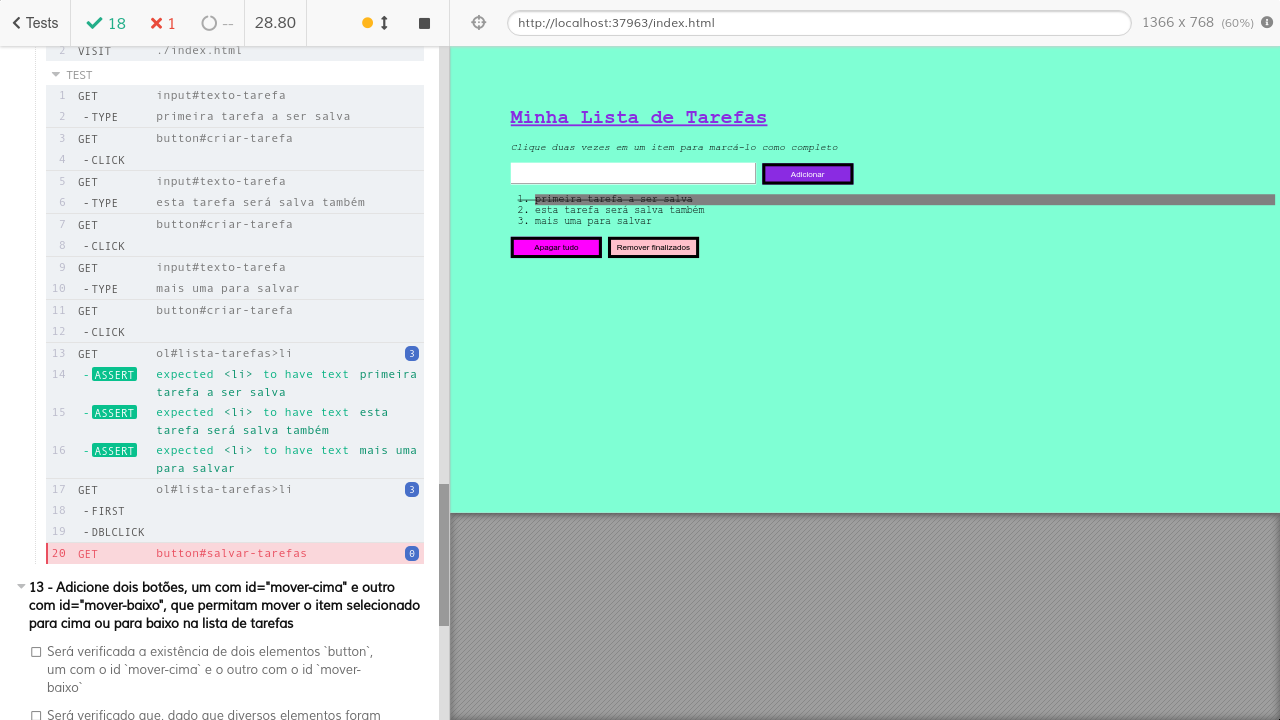 Tests 18 1 -- 28.80 http://localhost:37963/index.html 1366 x 768 (60%)
2 VISIT ./index.html
TEST
1 GET input#texto-tarefa
2 -TYPE primeira tarefa a ser salva
3 GET button#criar-tarefa
4 -CLICK
5 GET input#texto-tarefa
6 -TYPE esta tarefa será salva também
7 GET button#criar-tarefa
8 -CLICK
9 GET input#texto-tarefa
10 -TYPE mais uma para salvar
11 GET button#criar-tarefa
12 -CLICK
13 GET ol#lista-tarefas>li 3
14 -ASSERT expected <li> to have text primeira
tarefa a ser salva
15 -ASSERT expected <li> to have text esta
tarefa será salva também
16 -ASSERT expected <li> to have text mais uma
para salvar
17 GET ol#lista-tarefas>li 3
18 -FIRST
19 -DBLCLICK
20 GET button#salvar-tarefas 0
13 - Adicione dois botões, um com id="mover-cima" e outro
com id="mover-baixo", que permitam mover o item selecionado
para cima ou para baixo na lista de tarefas
Será verificada a existência de dois elementos `button`,
um com o id `mover-cima` e o outro com o id `mover-
baixo`
Será verificado que, dado que diversos elementos foram
Minha Lista de Tarefas
Clique duas vezes em um item para marcá-lo como completo
Adicionar
1. primeira tarefa a ser salva
2. esta tarefa será salva também
3. mais uma para salvar
Apagar tudo Remover finalizados